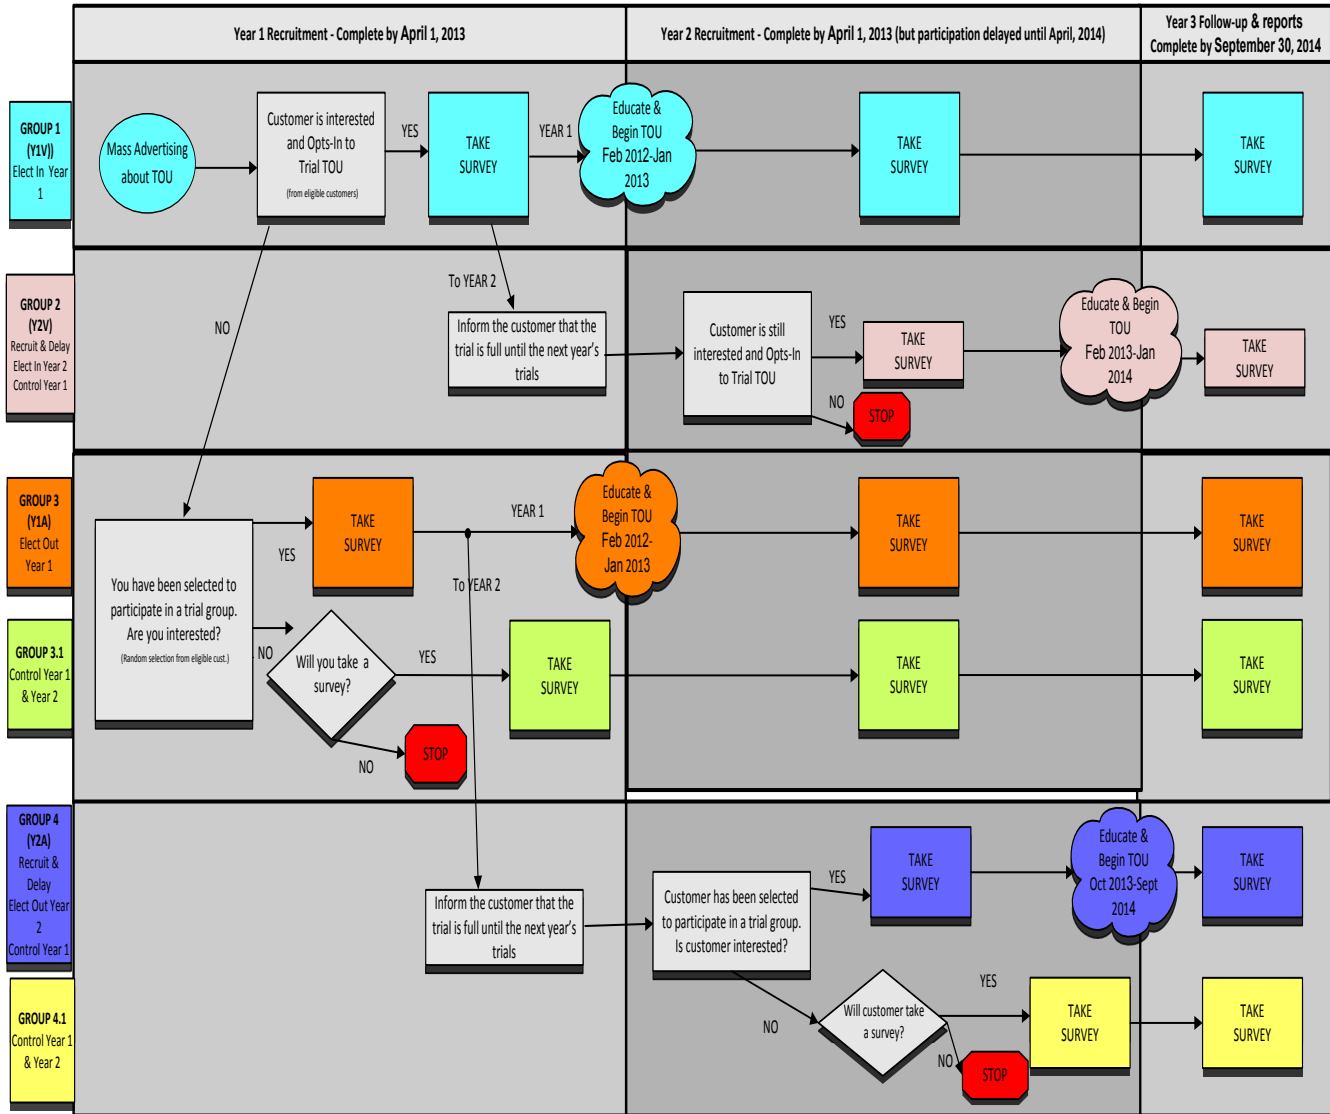 Year 1 Recruitment - Complete by April 1, 2013
Year 2 Recruitment - Complete by April 1, 2013 (but participation delayed until April, 2014)
Year 3 Follow-up & reports
Complete by September 30, 2014
GROUP 1
(Y1V))
Elect In Year
1
Mass Advertising
about TOU
Customer is interested
and Opts-In to
Trial TOU
(from eligible customers)
YES
TAKE
SURVEY
YEAR 1
Educate &
Begin TOU
Feb 2012-Jan
2013
TAKE
SURVEY
TAKE
SURVEY
GROUP 2
(Y2V)
Recruit & Delay
Elect In Year 2
Control Year 1
NO
To YEAR 2
Inform the customer that the
trial is full until the next year's
trials
Customer is still
interested and Opts-In
to Trial TOU
YES
TAKE
SURVEY
NO
STOP
Educate & Begin
TOU
Feb 2013-Jan
2014
TAKE
SURVEY
GROUP 3
(Y1A)
Elect Out
Year 1
You have been selected to
participate in a trial group.
Are you interested?
(Random selection from eligible cust.)
YES
TAKE
SURVEY
YEAR 1
To YEAR 2
Educate &
Begin TOU
Feb 2012-
Jan 2013
TAKE
SURVEY
TAKE
SURVEY
GROUP 3.1
Control Year 1
& Year 2
NO
Will you take a
survey?
YES
TAKE
SURVEY
NO
STOP
TAKE
SURVEY
TAKE
SURVEY
GROUP 4
(Y2A)
Recruit &
Delay
Elect Out Year
2
Control Year 1
Inform the customer that the
trial is full until the next year's
trials
Customer has been selected
to participate in a trial group.
Is customer interested?
YES
TAKE
SURVEY
Educate &
Begin TOU
Oct 2013-Sept
2014
TAKE
SURVEY
GROUP 4.1
Control Year 1
& Year 2
NO
Will customer take
a survey?
YES
TAKE
SURVEY
NO
STOP
TAKE
SURVEY